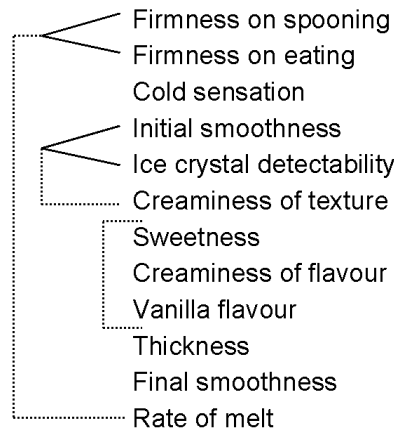 Firmness on spooning
Firmness on eating
Cold sensation
Initial smoothness
Ice crystal detectability
Creaminess of texture
Sweetness
Creaminess of flavour
Vanilla flavour
Thickness
Final smoothness
Rate of melt